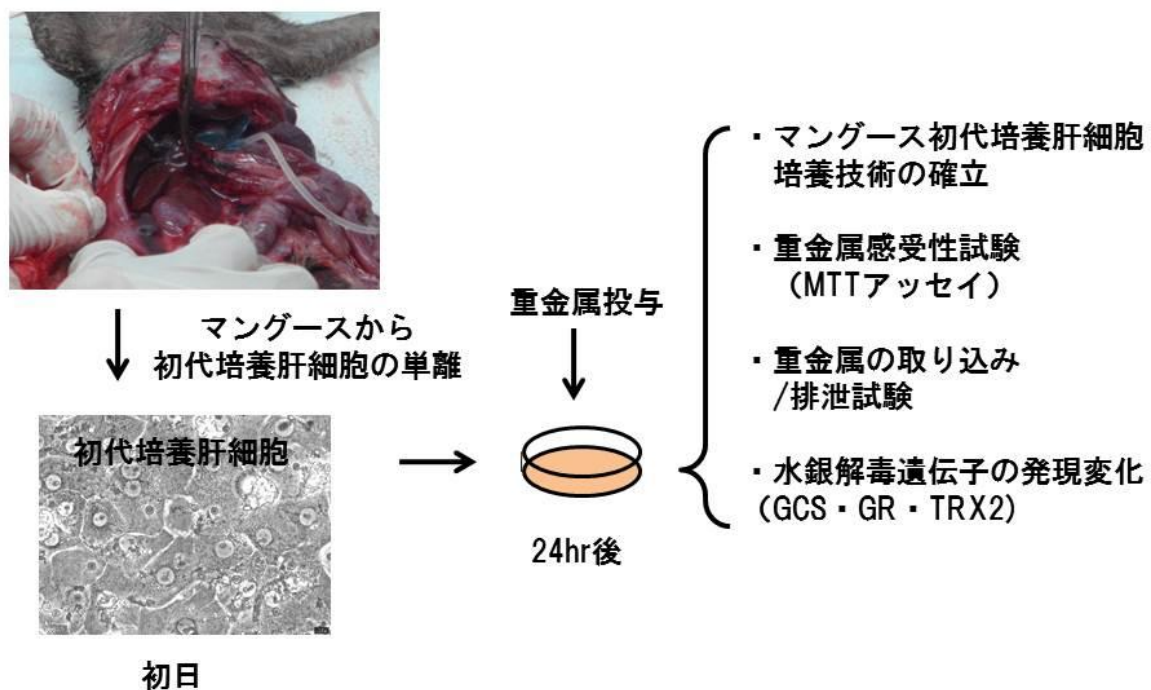 マングースから
初代培養肝細胞の単離
初代培養肝細胞
初日
重金属投与
24hr後
・マングース初代培養肝細胞
培養技術の確立
・重金属感受性試験
（MTTアッセイ）
・重金属の取り込み
/排泄試験
・水銀解毒遺伝子の発現変化
（GCS・GR・TRX2）